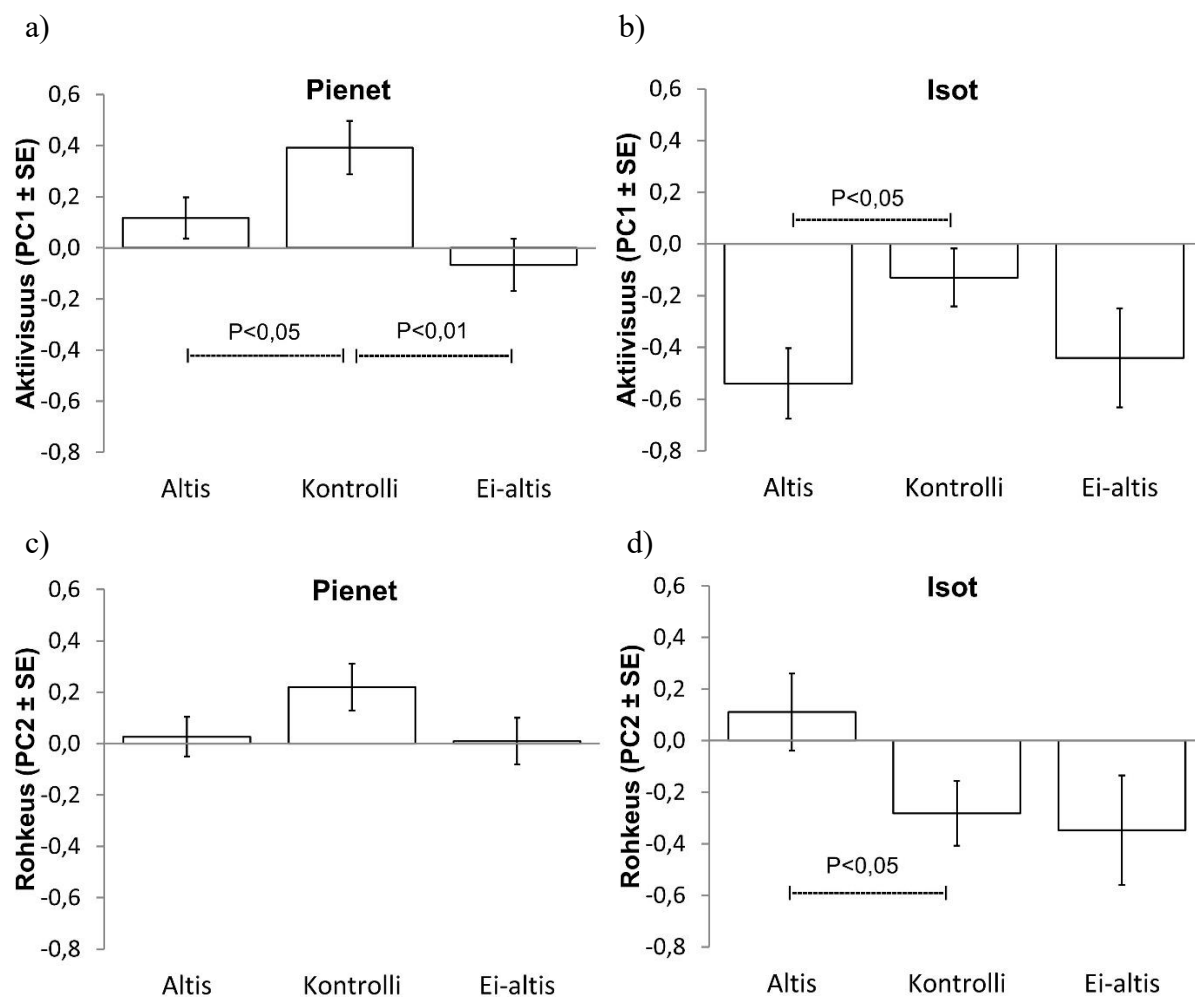 a)
Pienet
Aktiivisuus (PC1 ± SE)
0,6
0,4
0,2
0,0
-0,2
-0,4
-0,6
-0,8
P<0,05
P<0,01
Altis
Kontrolli
Ei-altis
b)
Isot
Aktiivisuus (PC1 ± SE)
0,6
0,4
0,2
0,0
-0,2
-0,4
-0,6
-0,8
P<0,05
Altis
Kontrolli
Ei-altis
c)
Pienet
Rohkeus (PC2 ± SE)
0,6
0,4
0,2
0,0
-0,2
-0,4
-0,6
-0,8
Altis
Kontrolli
Ei-altis
d)
Isot
Rohkeus (PC2 ± SE)
0,6
0,4
0,2
0,0
-0,2
-0,4
-0,6
-0,8
P<0,05
Altis
Kontrolli
Ei-altis